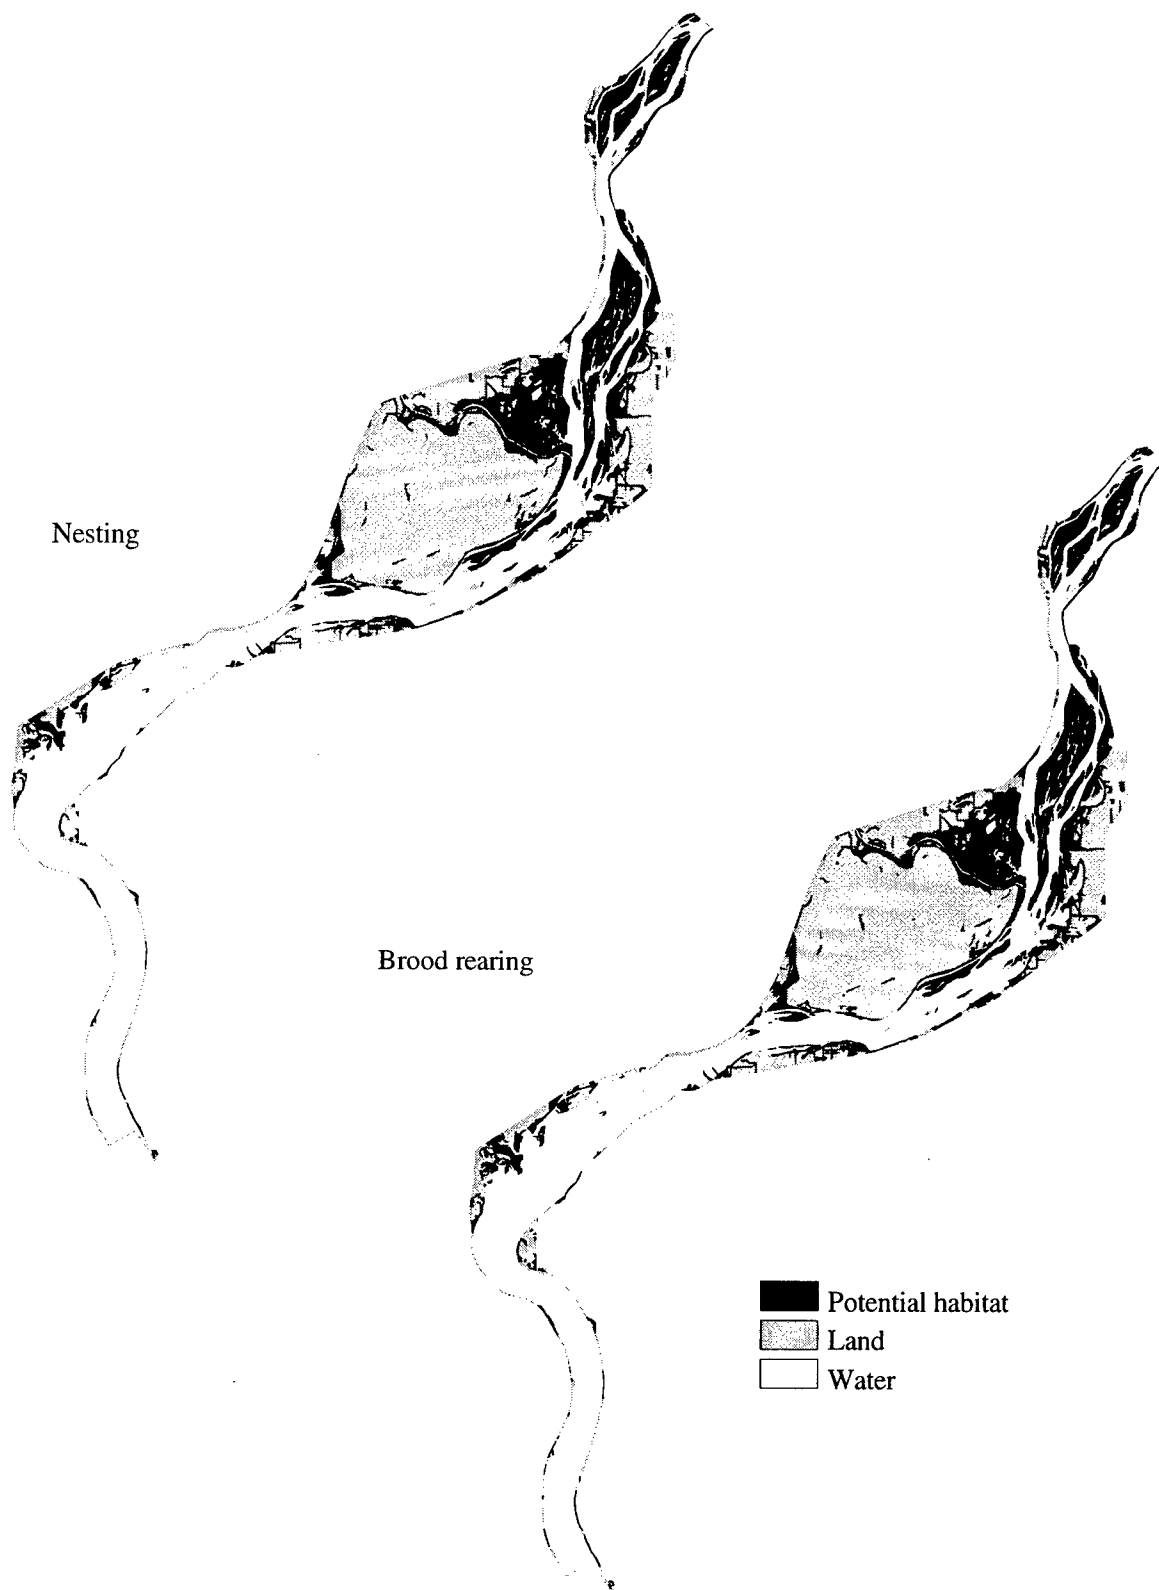 Nesting
Brood rearing
Potential habitat
Land
Water